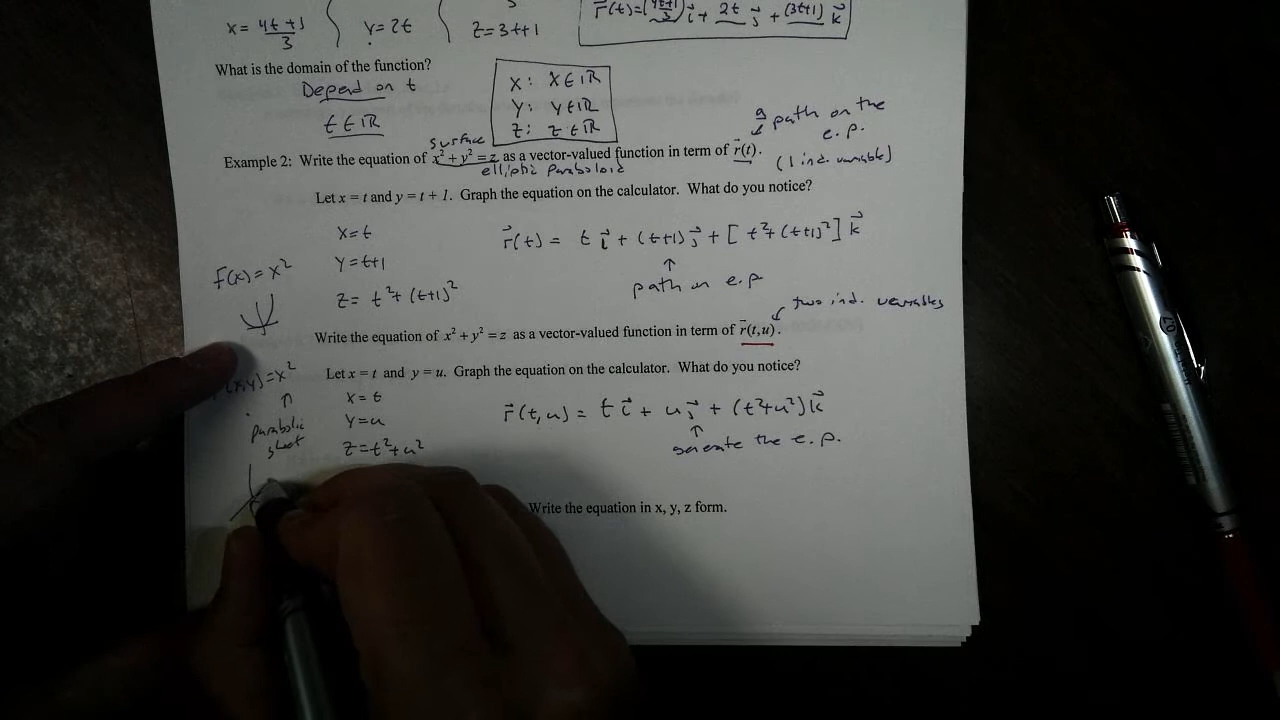 x = 4t+1/3 y = 2t z = 3t+1
r(t) = (4t+1/3) i + 2t j + (3t+1) k
What is the domain of the function?
Depend on t
t ∈ ℝ
X: X ∈ ℝ
Y: Y ∈ ℝ
Z: Z ∈ ℝ
a path on the
e.p.
(1 ind. variable)
surface
Example 2: Write the equation of x² + y² = z as a vector-valued function in term of r(t).
elliptic paraboloid
Let x = t and y = t + 1. Graph the equation on the calculator. What do you notice?
x = t
y = t+1
z = t² + (t+1)²
r(t) = t i + (t+1) j + [t² + (t+1)²] k
path on e.p
f(x) = x²
two ind. variables
Write the equation of x² + y² = z as a vector-valued function in term of r(t,u).
Let x = t and y = u. Graph the equation on the calculator. What do you notice?
x = t
y = u
z = t² + u²
r(t,u) = t i + u j + (t²+u²) k
generate the e.p.
(x,y) = x²
parabolic
sheet
Write the equation in x, y, z form.